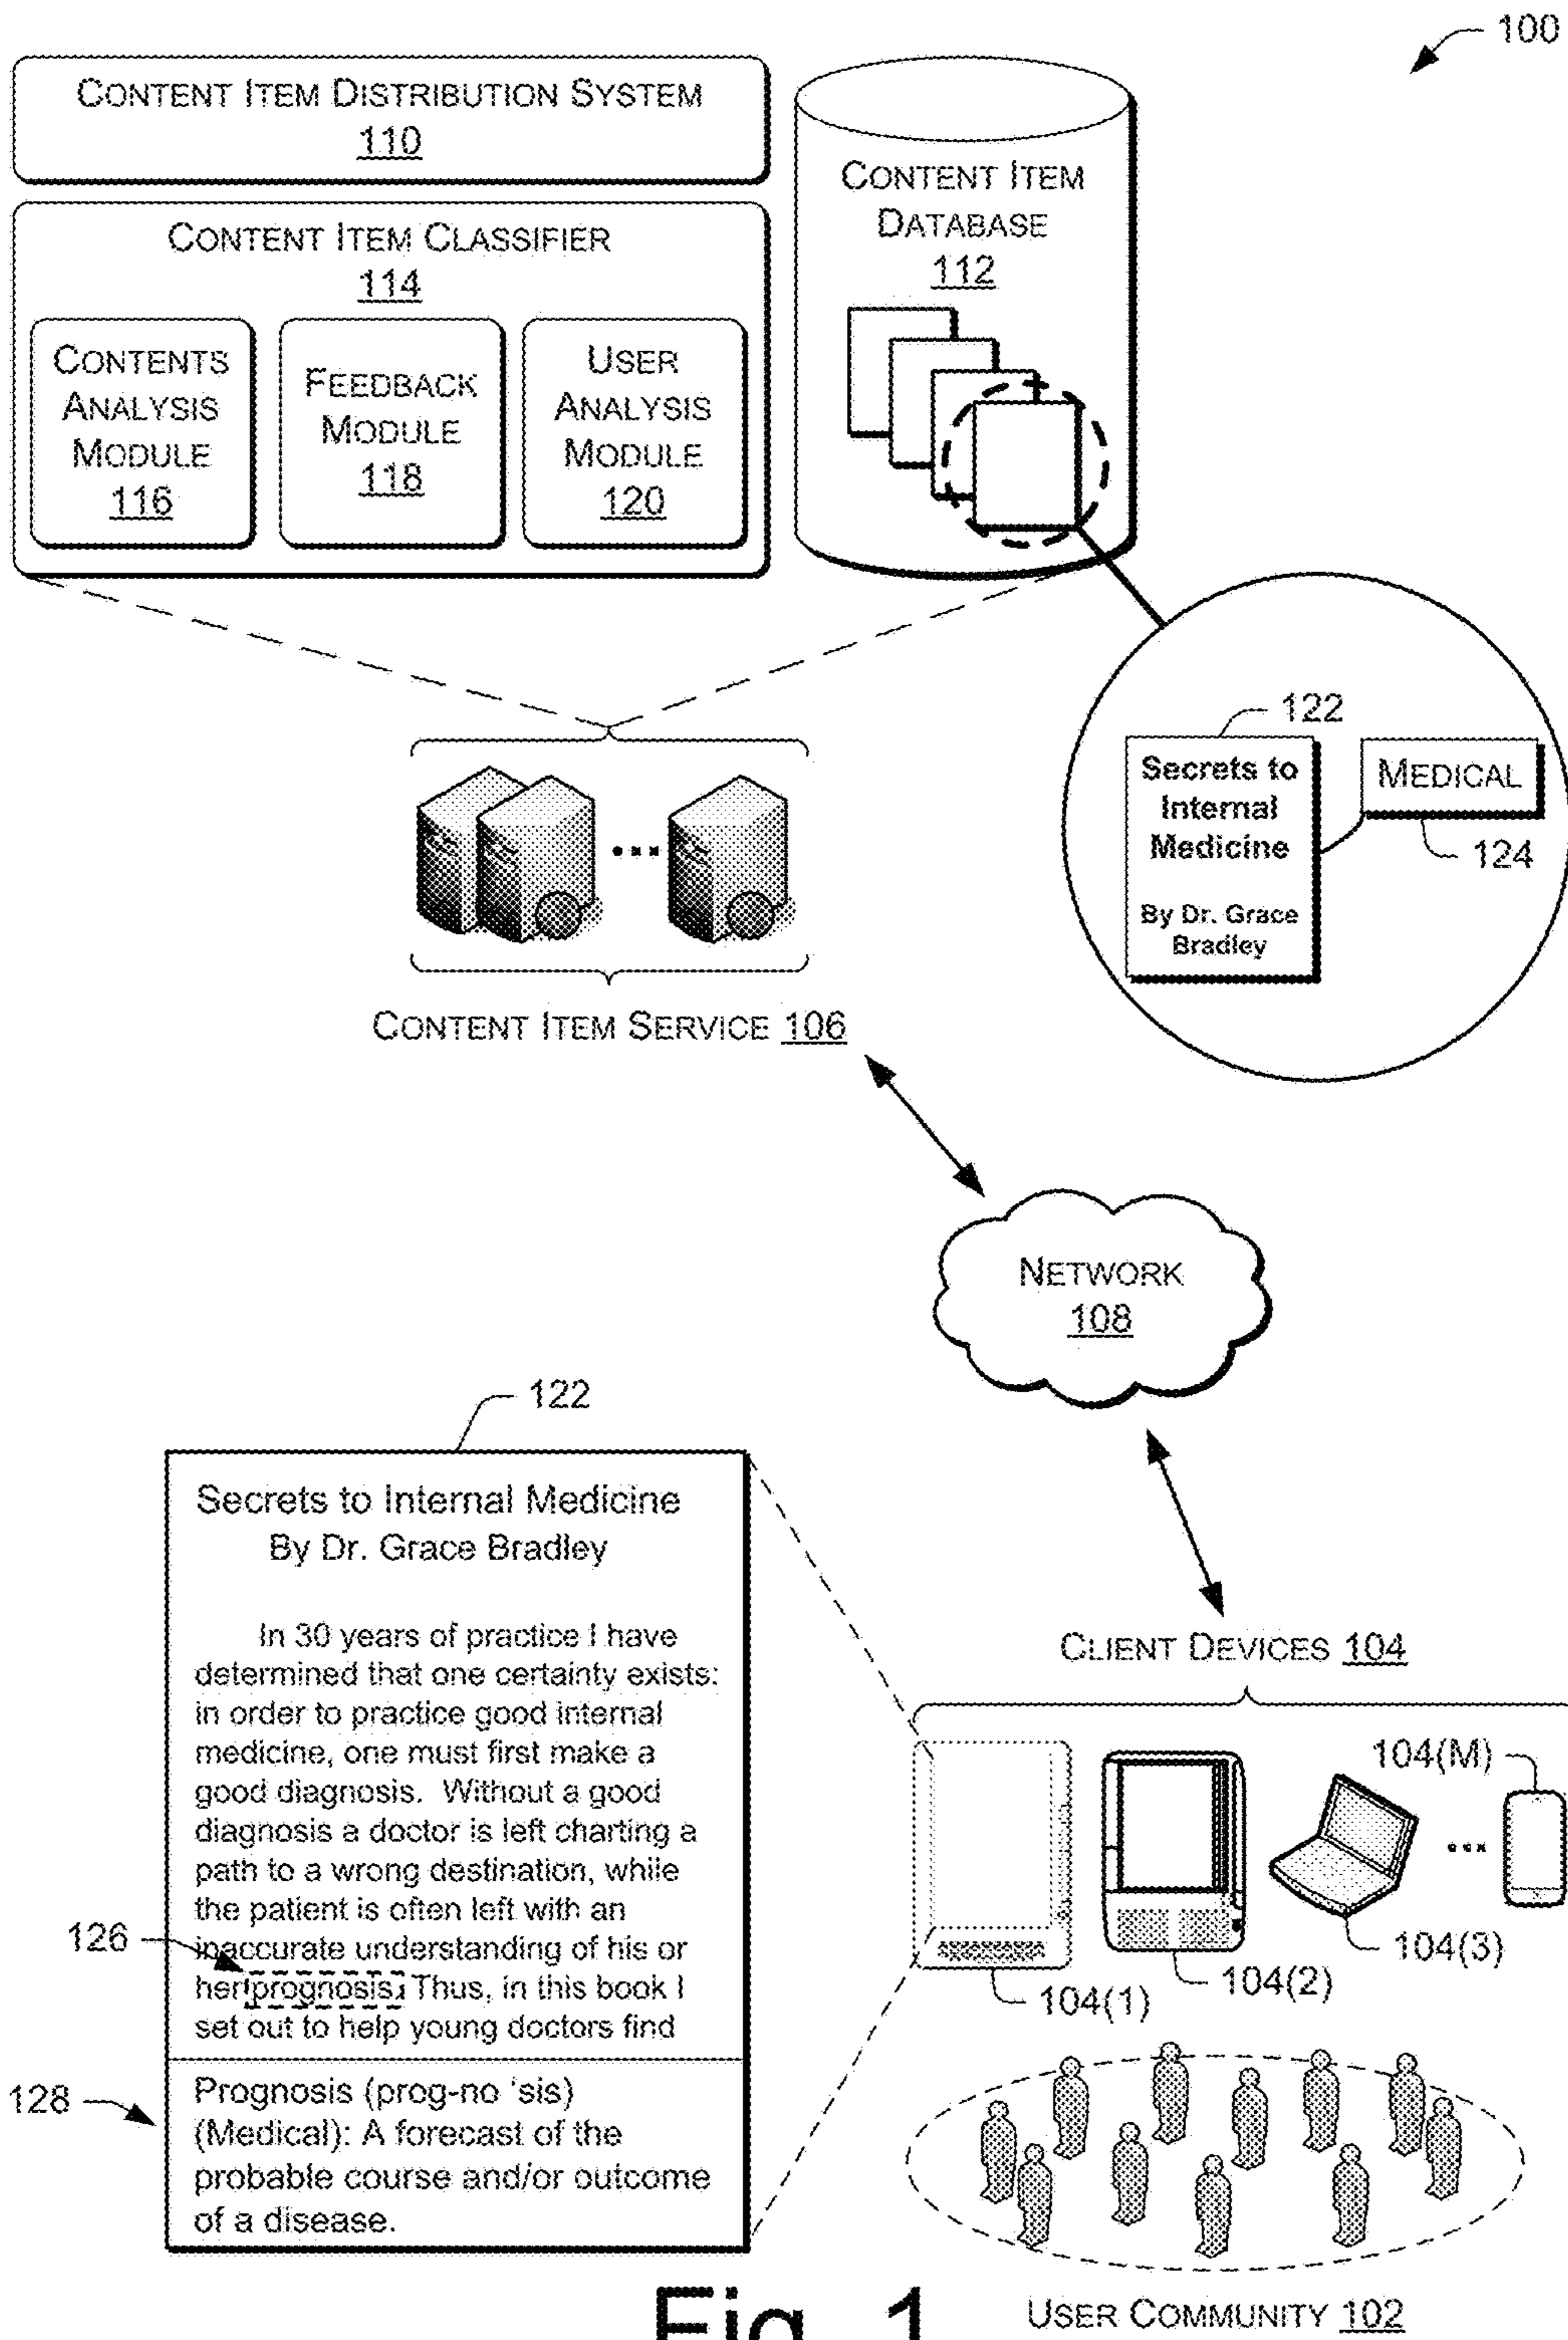 100
CONTENT ITEM DISTRIBUTION SYSTEM
110
CONTENT ITEM CLASSIFIER
114
CONTENTS
ANALYSIS
MODULE
116
FEEDBACK
MODULE
118
USER
ANALYSIS
MODULE
120
CONTENT ITEM
DATABASE
112
122
Secrets to
Internal
Medicine
By Dr. Grace
Bradley
MEDICAL
124
CONTENT ITEM SERVICE 106
NETWORK
108
122
Secrets to Internal Medicine
By Dr. Grace Bradley
In 30 years of practice I have
determined that one certainty exists:
in order to practice good internal
medicine, one must first make a
good diagnosis. Without a good
diagnosis a doctor is left charting a
path to a wrong destination, while
the patient is often left with an
inaccurate understanding of his or
her prognosis. Thus, in this book I
set out to help young doctors find
126
128
Prognosis (prog-no 'sis)
(Medical): A forecast of the
probable course and/or outcome
of a disease.
CLIENT DEVICES 104
104(M)
104(3)
104(2)
104(1)
USER COMMUNITY 102
Fig. 1